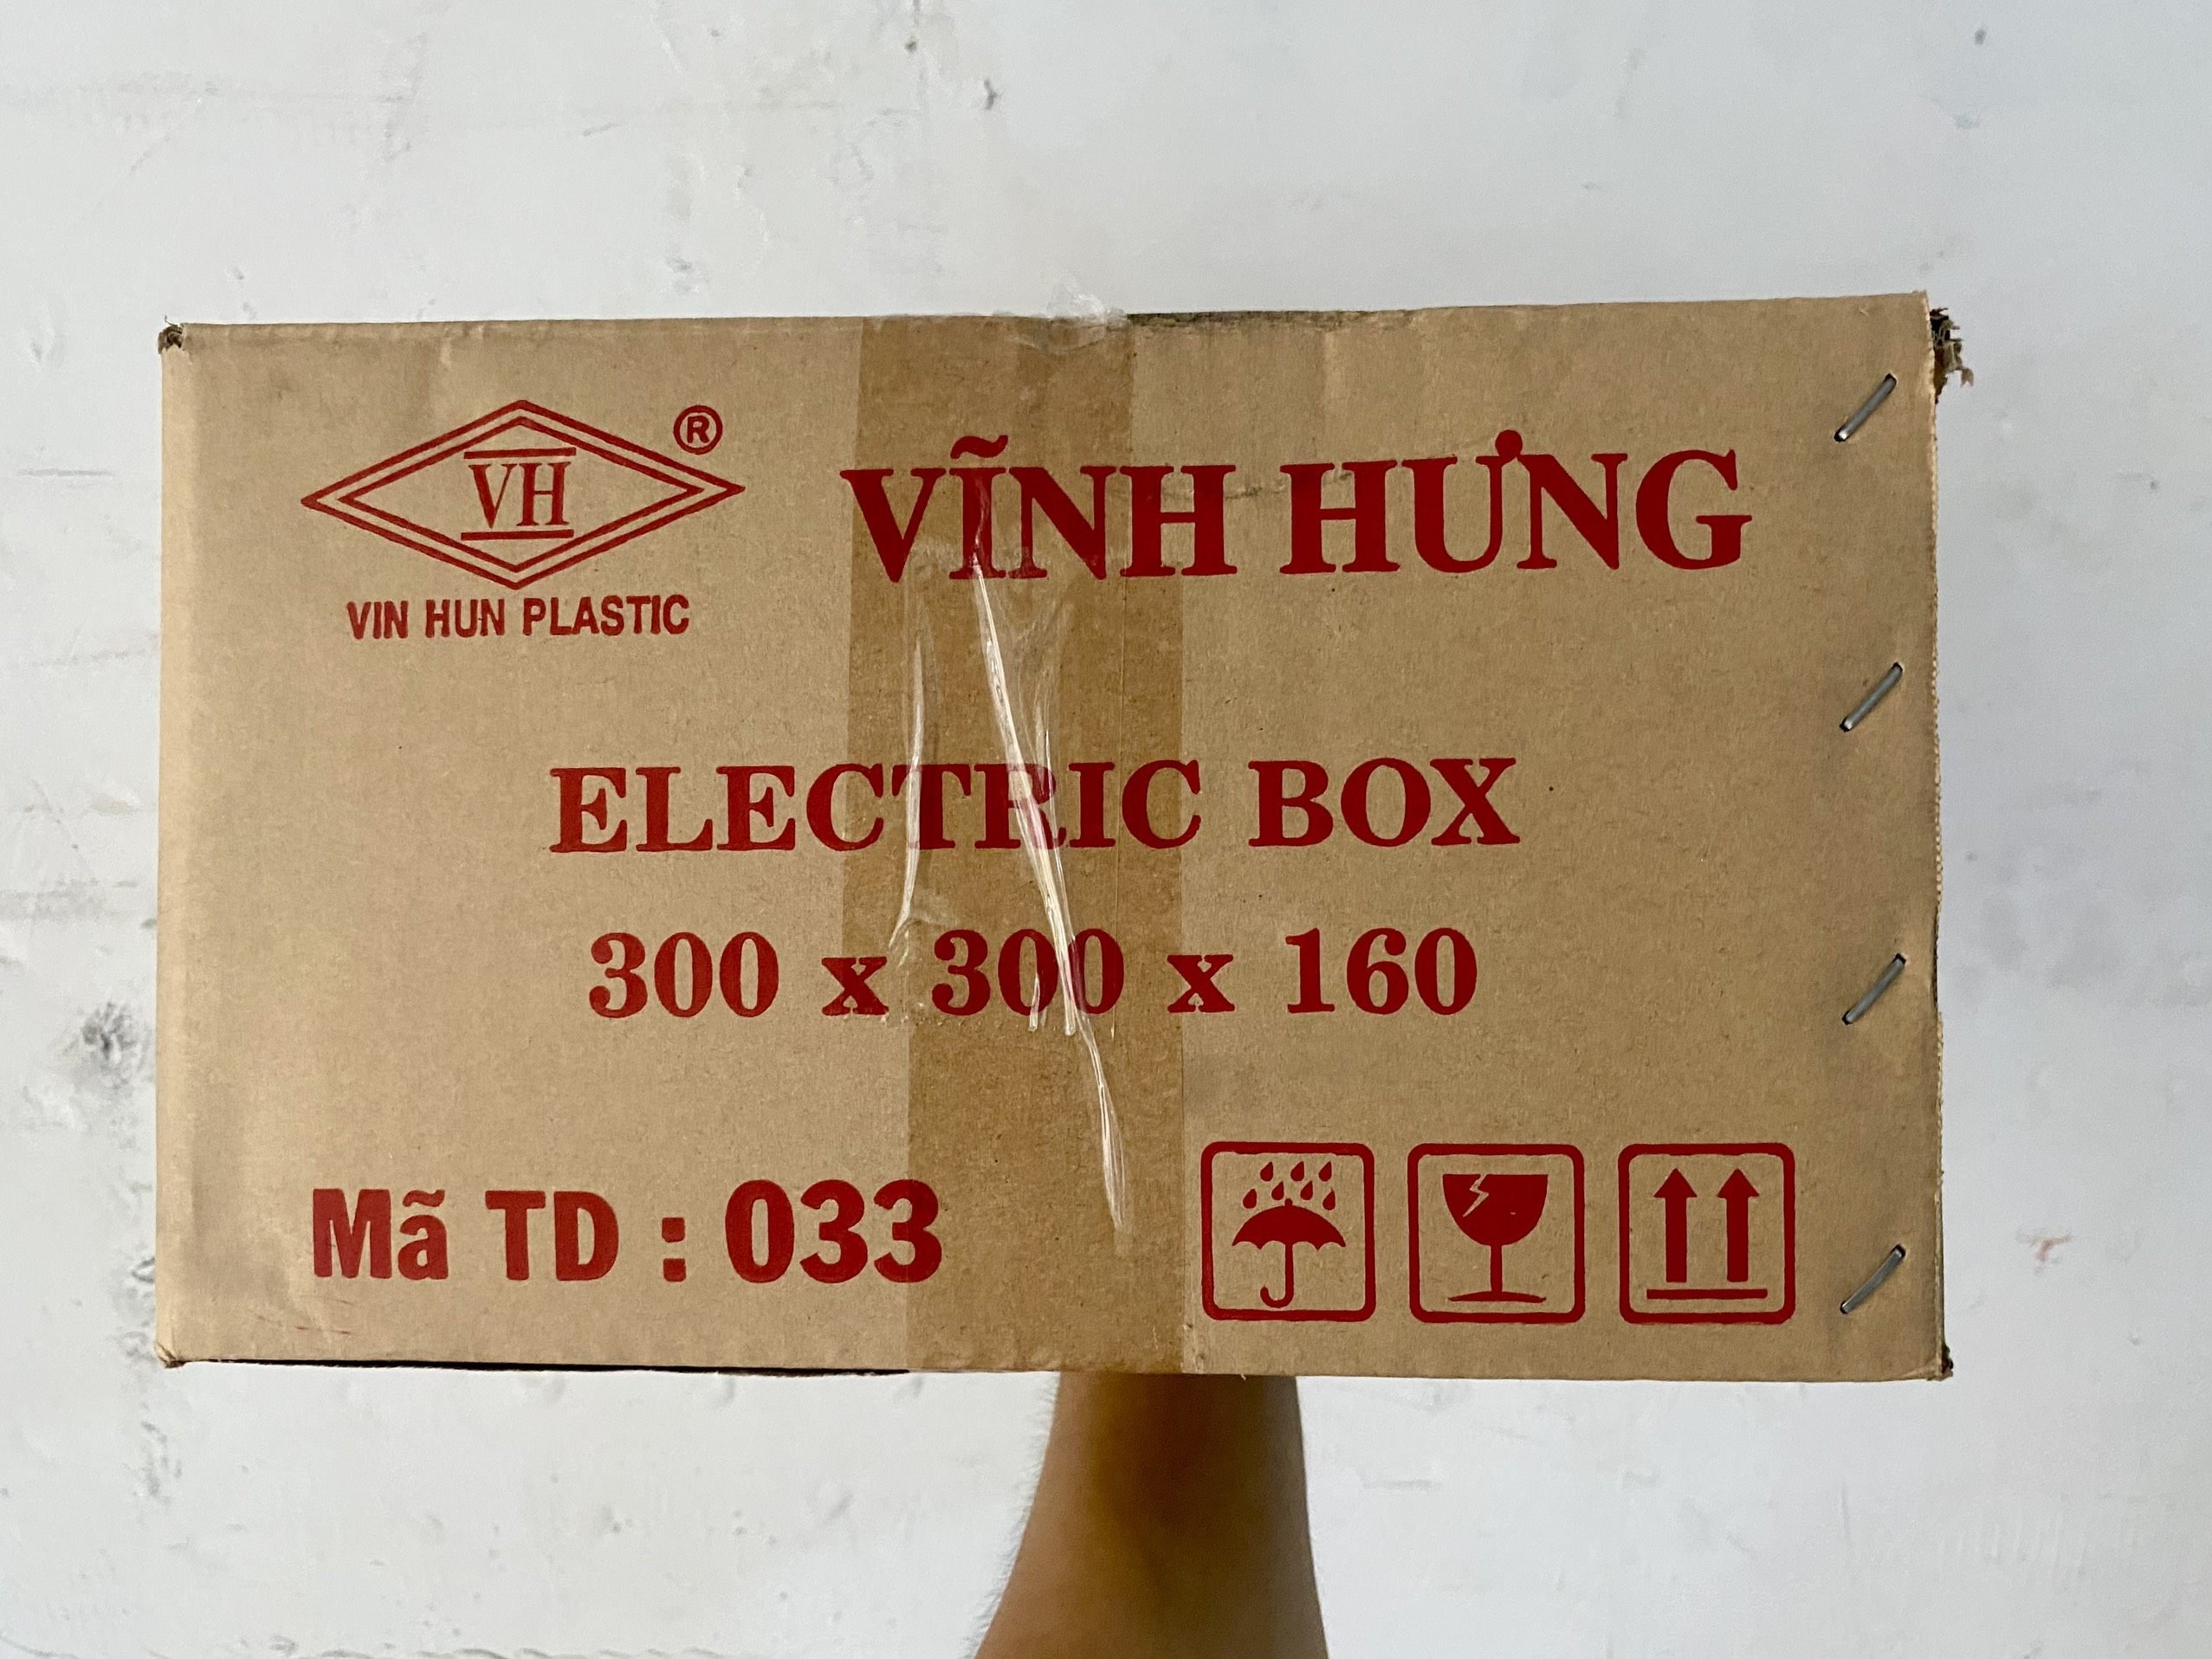 VH ®
VIN HUN PLASTIC
VĨNH HƯNG
ELECTRIC BOX
300 x 300 x 160
Mã TD : 033